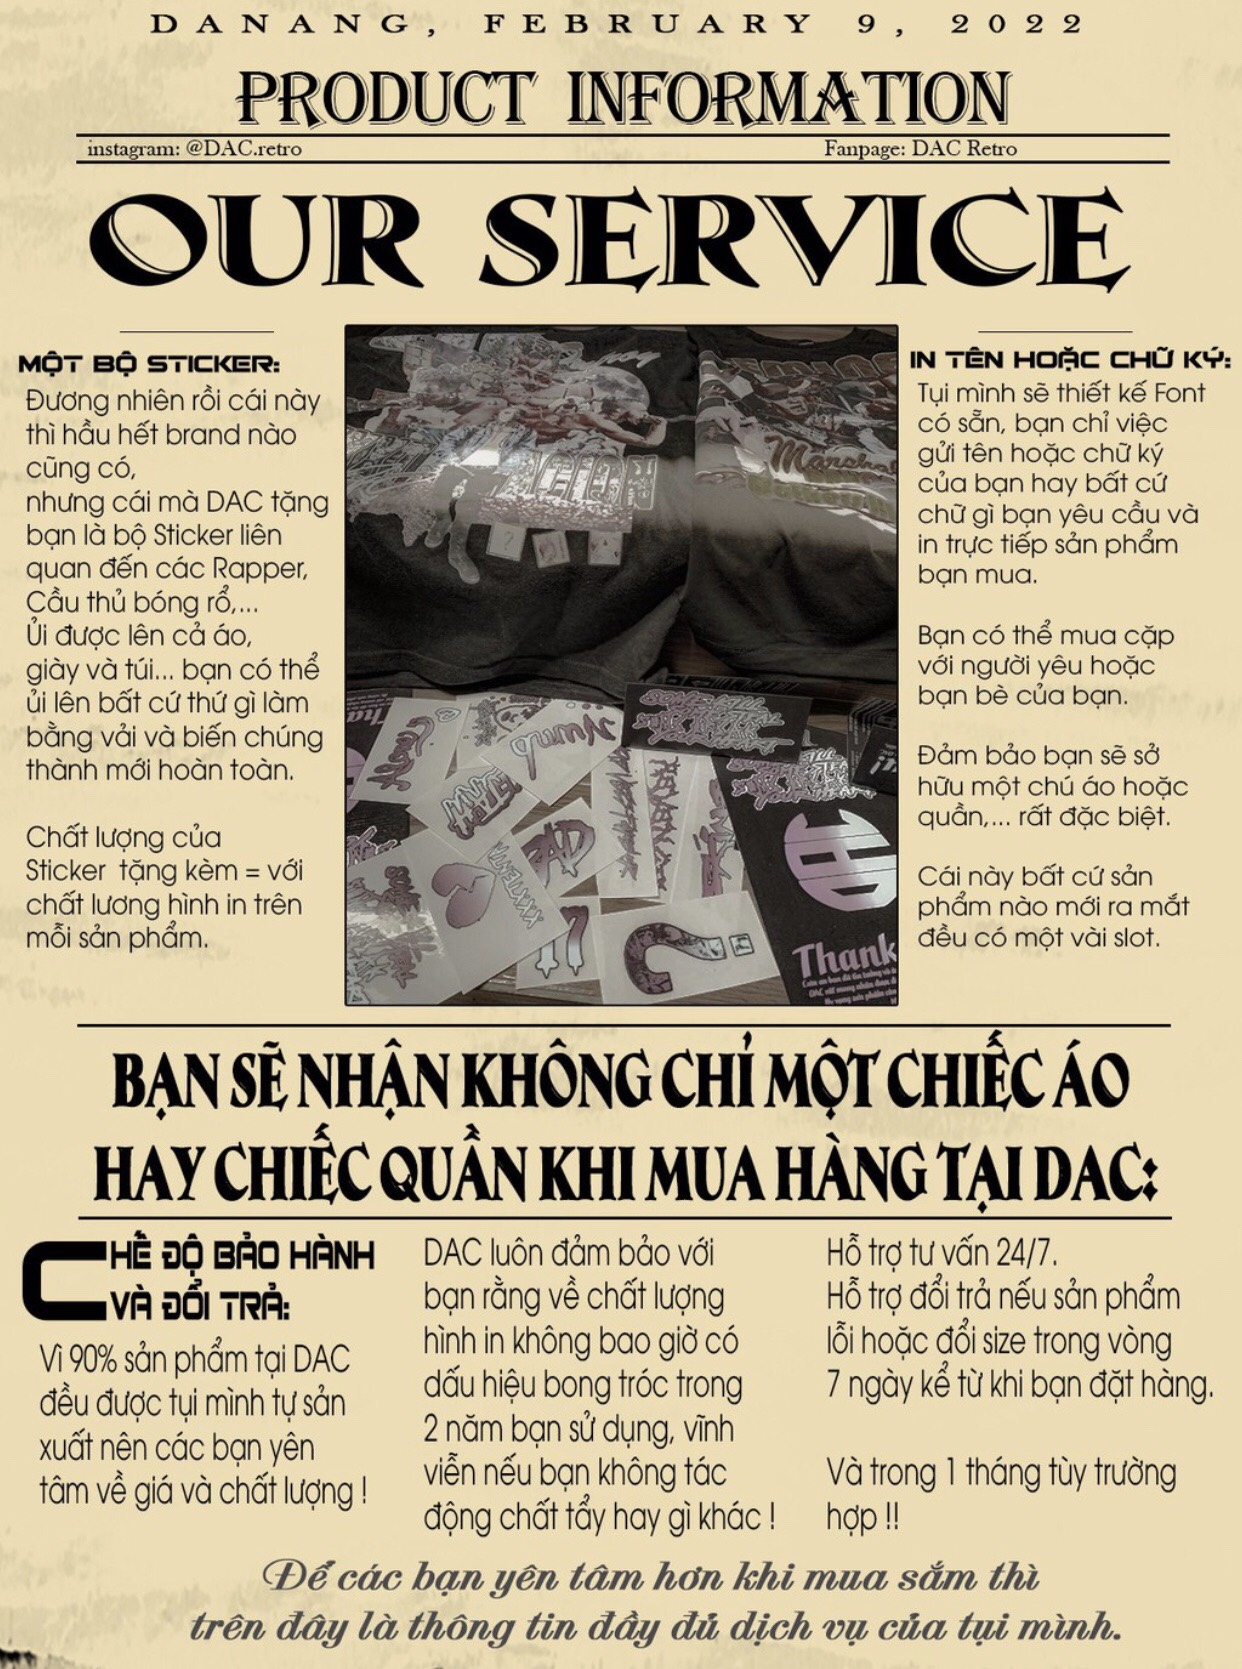 DANANG, FEBRUARY 9, 2022
PRODUCT INFORMATION
instagram: @DAC.retro
Fanpage: DAC Retro
OUR SERVICE
MỘT BỘ STICKER:
Đương nhiên rồi cái này
thì hầu hết brand nào
cũng có,
nhưng cái mà DAC tặng
bạn là bộ Sticker liên
quan đến các Rapper,
Cầu thủ bóng rổ,...
Ủi được lên cả áo,
giày và túi... bạn có thể
ủi lên bất cứ thứ gì làm
bằng vải và biến chúng
thành mới hoàn toàn.
Chất lượng của
Sticker tặng kèm = với
chất lương hình in trên
mỗi sản phẩm.
Marshal
Numb
Thank
IN TÊN HOẶC CHỮ KÝ:
Tụi mình sẽ thiết kế Font
có sẵn, bạn chỉ việc
gửi tên hoặc chữ ký
của bạn hay bất cứ
chữ gì bạn yêu cầu và
in trực tiếp sản phẩm
bạn mua.
Bạn có thể mua cặp
với người yêu hoặc
bạn bè của bạn.
Đảm bảo bạn sẽ sở
hữu một chú áo hoặc
quần,... rất đặc biệt.
Cái này bất cứ sản
phẩm nào mới ra mắt
đều có một vài slot.
BẠN SẼ NHẬN KHÔNG CHỈ MỘT CHIẾC ÁO
HAY CHIẾC QUẦN KHI MUA HÀNG TẠI DAC:
CHẾ ĐỘ BẢO HÀNH
VÀ ĐỔI TRẢ:
Vì 90% sản phẩm tại DAC
đều được tụi mình tự sản
xuất nên các bạn yên
tâm về giá và chất lượng !
DAC luôn đảm bảo với
bạn rằng về chất lượng
hình in không bao giờ có
dấu hiệu bong tróc trong
2 năm bạn sử dụng, vĩnh
viễn nếu bạn không tác
động chất tẩy hay gì khác !
Hỗ trợ tư vấn 24/7.
Hỗ trợ đổi trả nếu sản phẩm
lỗi hoặc đổi size trong vòng
7 ngày kể từ khi bạn đặt hàng.
Và trong 1 tháng tùy trường
hợp !!
Để các bạn yên tâm hơn khi mua sắm thì
trên đây là thông tin đầy đủ dịch vụ của tụi mình.